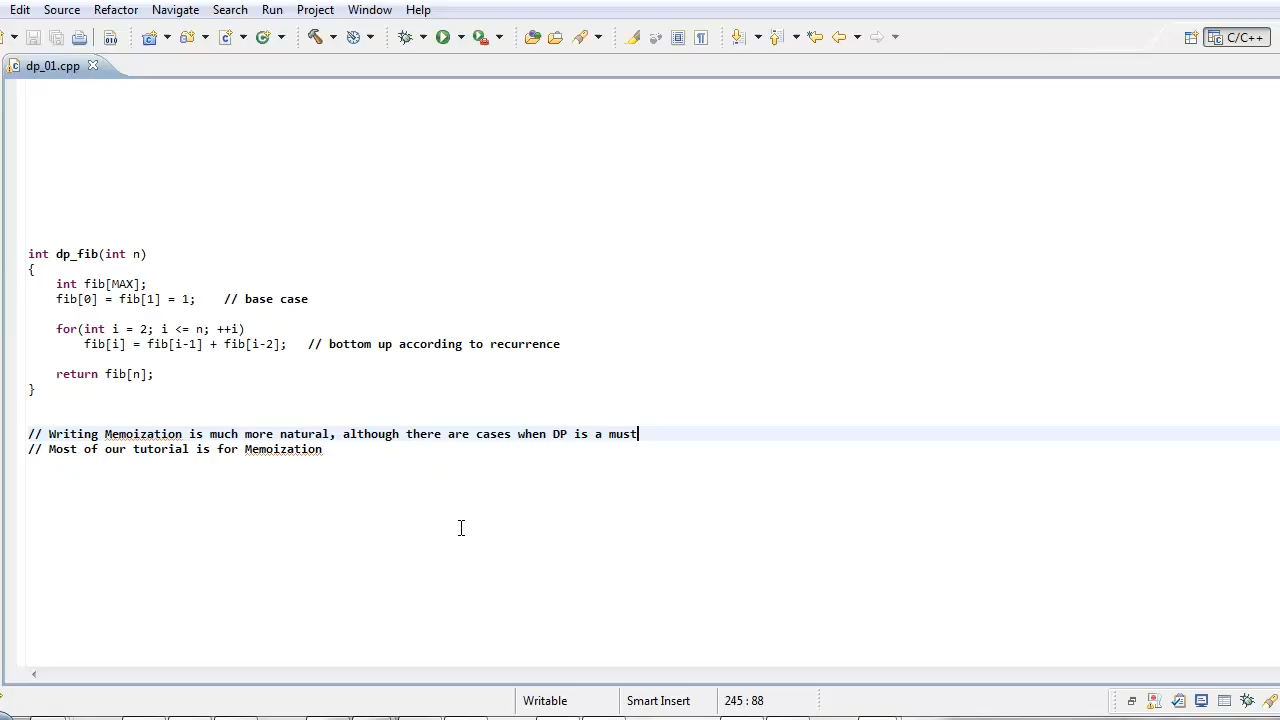 Edit Source Refactor Navigate Search Run Project Window Help
C/C++
dp_01.cpp
int dp_fib(int n)
{
int fib[MAX];
fib[0] = fib[1] = 1; // base case
for(int i = 2; i <= n; ++i)
fib[i] = fib[i-1] + fib[i-2]; // bottom up according to recurrence
return fib[n];
}
// Writing Memoization is much more natural, although there are cases when DP is a must
// Most of our tutorial is for Memoization
Writable Smart Insert 245 : 88